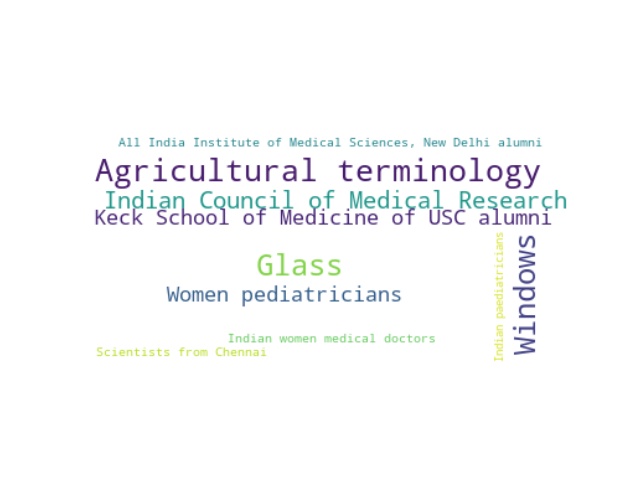 All India Institute of Medical Sciences, New Delhi alumni
Agricultural terminology
Indian Council of Medical Research
Keck School of Medicine of USC alumni
Glass
Women pediatricians
Indian women medical doctors
Scientists from Chennai
Indian paediatricians
Windows